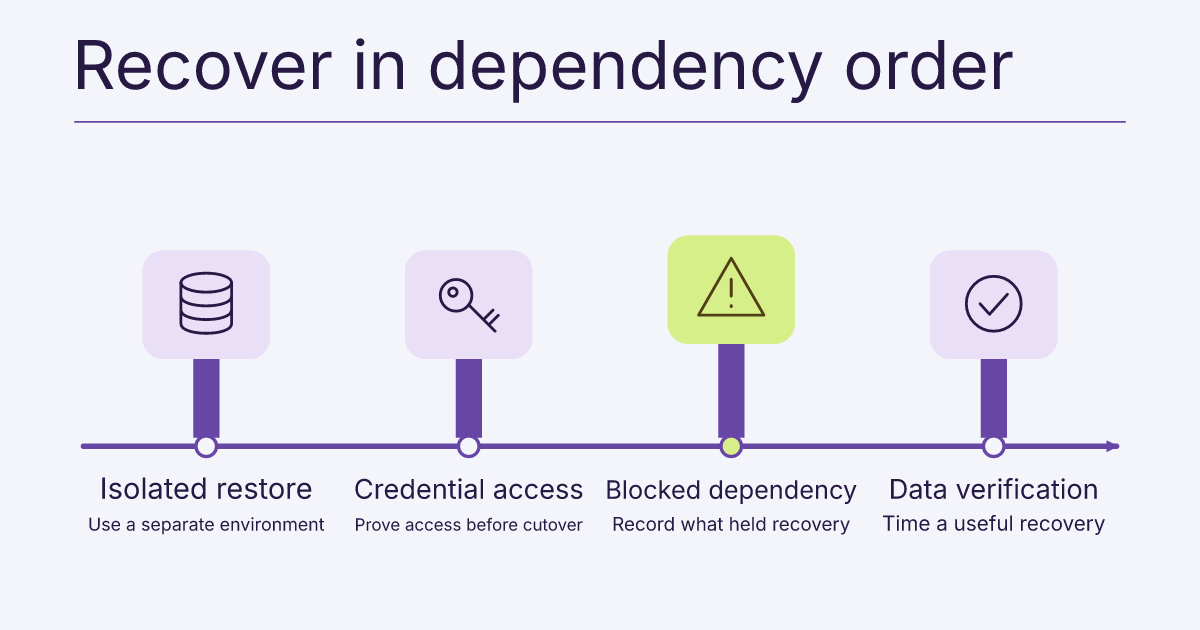 Recover in dependency order
Isolated restore
Use a separate environment
Credential access
Prove access before cutover
Blocked dependency
Record what held recovery
Data verification
Time a useful recovery